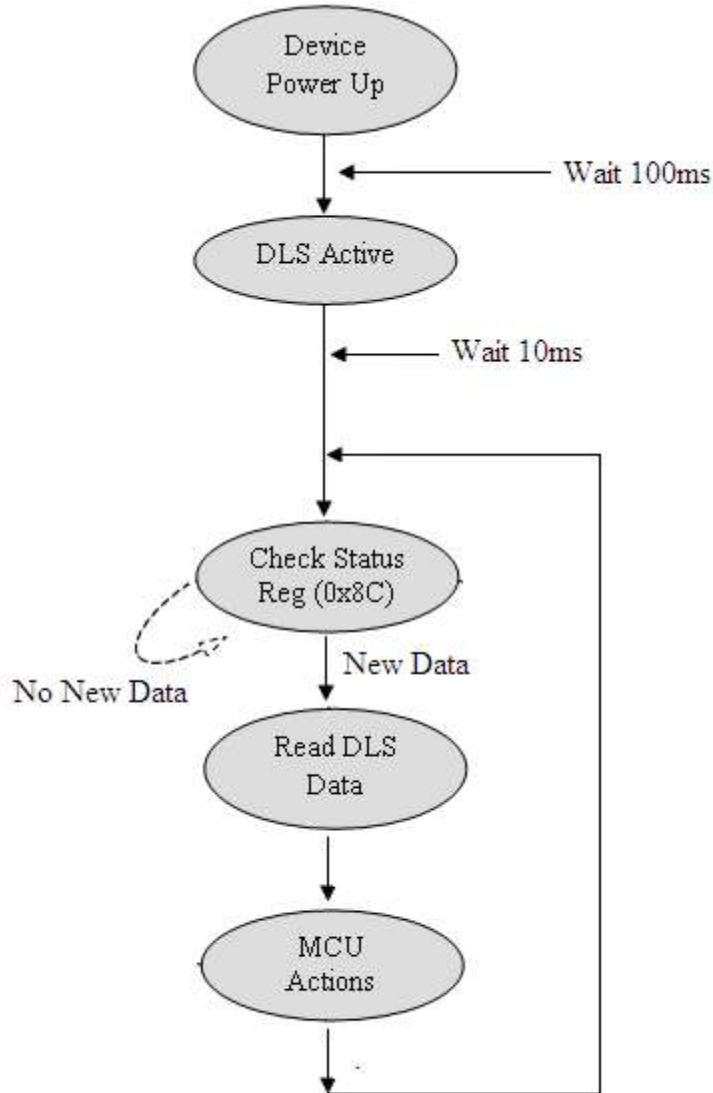 Device
Power Up
Wait 100ms
DLS Active
Wait 10ms
Check Status
Reg (0x8C)
New Data
No New Data
Read DLS
Data
MCU
Actions